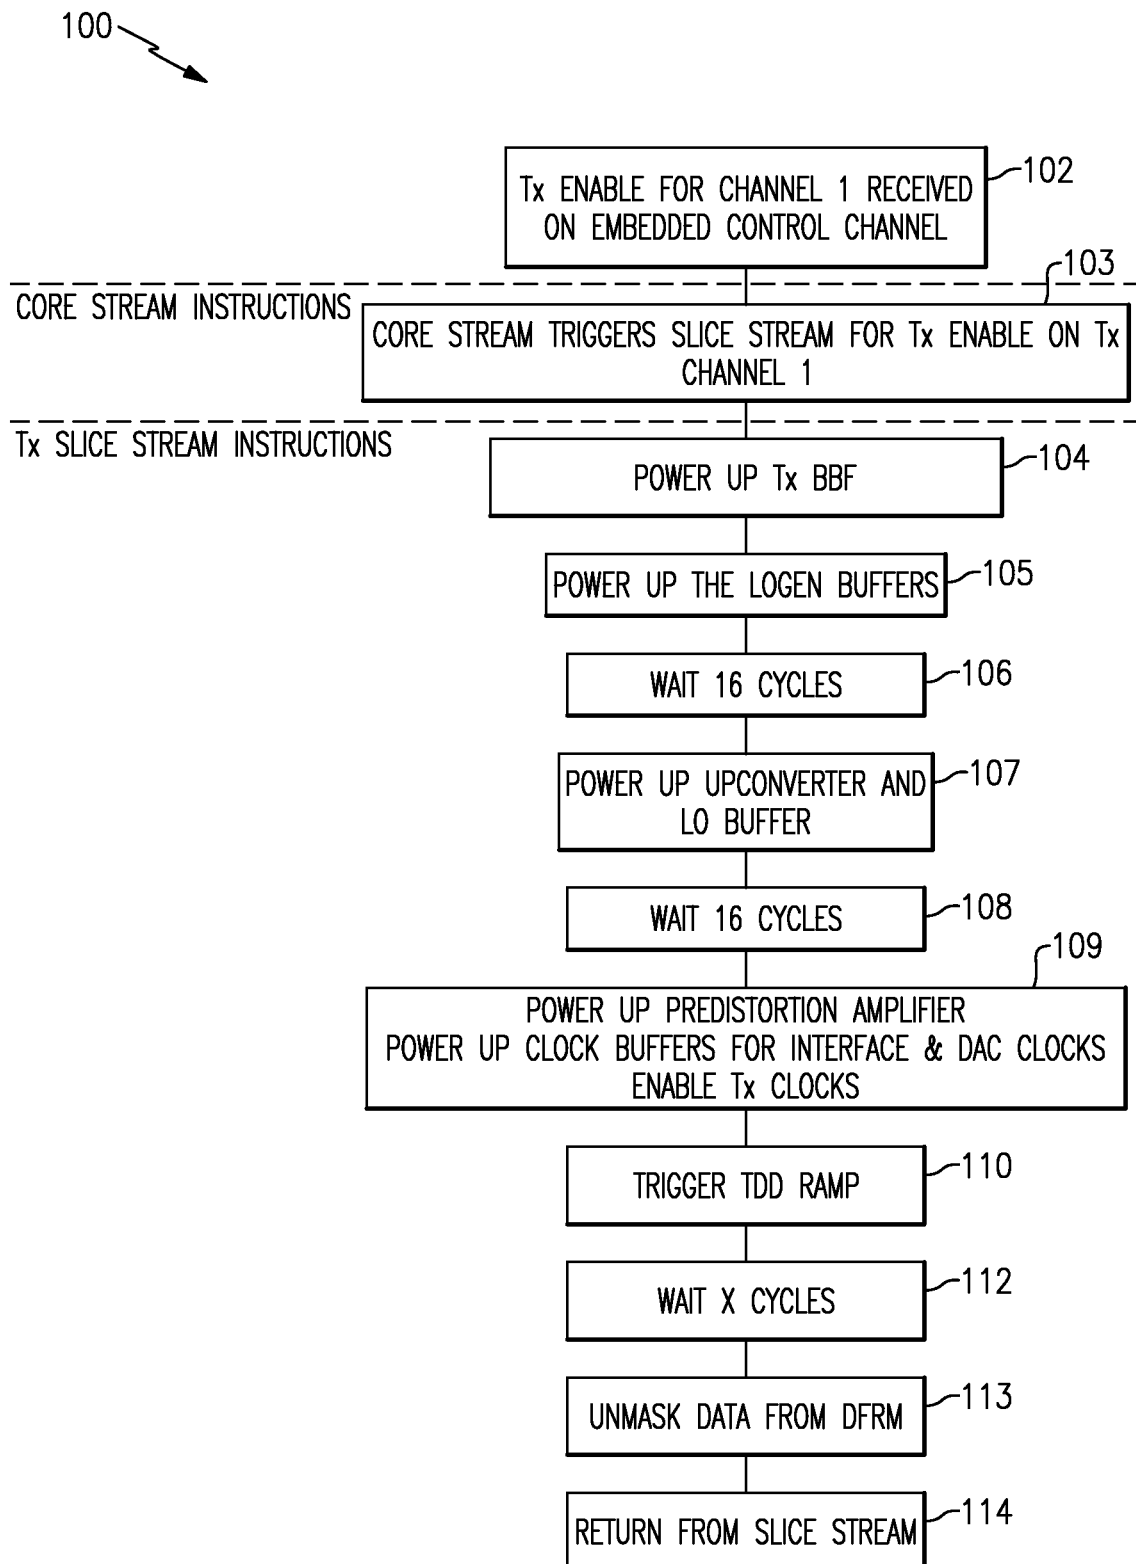 100
Tx ENABLE FOR CHANNEL 1 RECEIVED
ON EMBEDDED CONTROL CHANNEL
102
103
CORE STREAM INSTRUCTIONS
CORE STREAM TRIGGERS SLICE STREAM FOR Tx ENABLE ON Tx
CHANNEL 1
Tx SLICE STREAM INSTRUCTIONS
POWER UP Tx BBF
104
POWER UP THE LOGEN BUFFERS
105
WAIT 16 CYCLES
106
POWER UP UPCONVERTER AND
LO BUFFER
107
WAIT 16 CYCLES
108
109
POWER UP PREDISTORTION AMPLIFIER
POWER UP CLOCK BUFFERS FOR INTERFACE & DAC CLOCKS
ENABLE Tx CLOCKS
TRIGGER TDD RAMP
110
WAIT X CYCLES
112
UNMASK DATA FROM DFRM
113
RETURN FROM SLICE STREAM
114